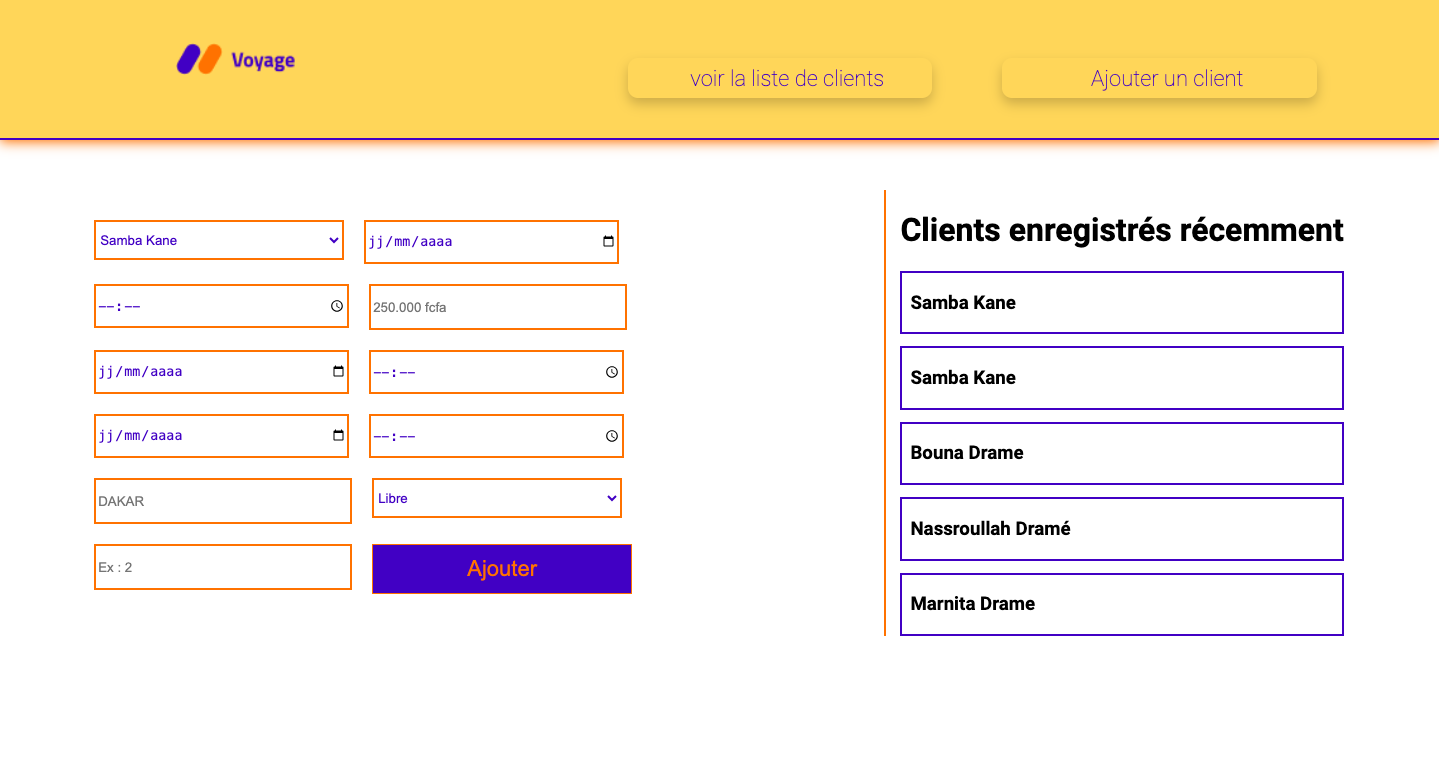 Voyage
voir la liste de clients
Ajouter un client
Samba Kane
jj/mm/aaaa
--:--
250.000 fcfa
jj/mm/aaaa
--:--
jj/mm/aaaa
--:--
DAKAR
Libre
Ex : 2
Ajouter
Clients enregistrés récemment
Samba Kane
Samba Kane
Bouna Drame
Nassroullah Dramé
Marnita Drame